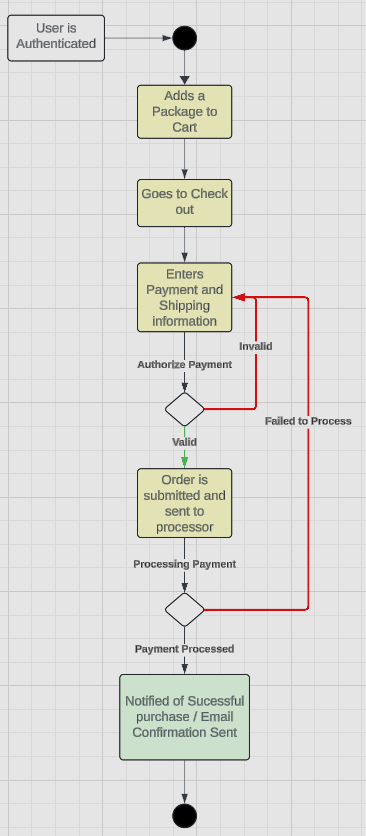 User is
Authenticated
Adds a
Package to
Cart
Goes to Check
out
Enters
Payment and
Shipping
information
Invalid
Authorize Payment
Failed to Process
Valid
Order is
submitted and
sent to
processor
Processing Payment
Payment Processed
Notified of Sucessful
purchase / Email
Confirmation Sent